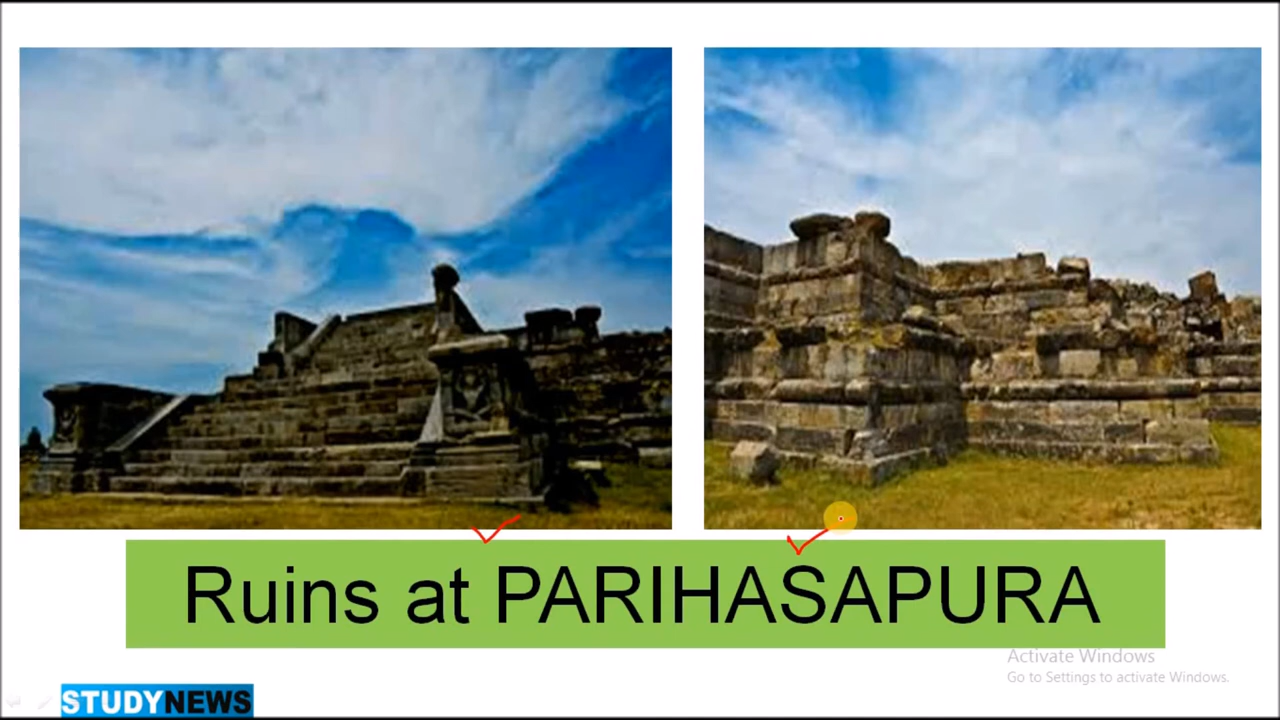 Ruins at PARIHASAPURA
Activate Windows
Go to Settings to activate Windows.
STUDYNEWS